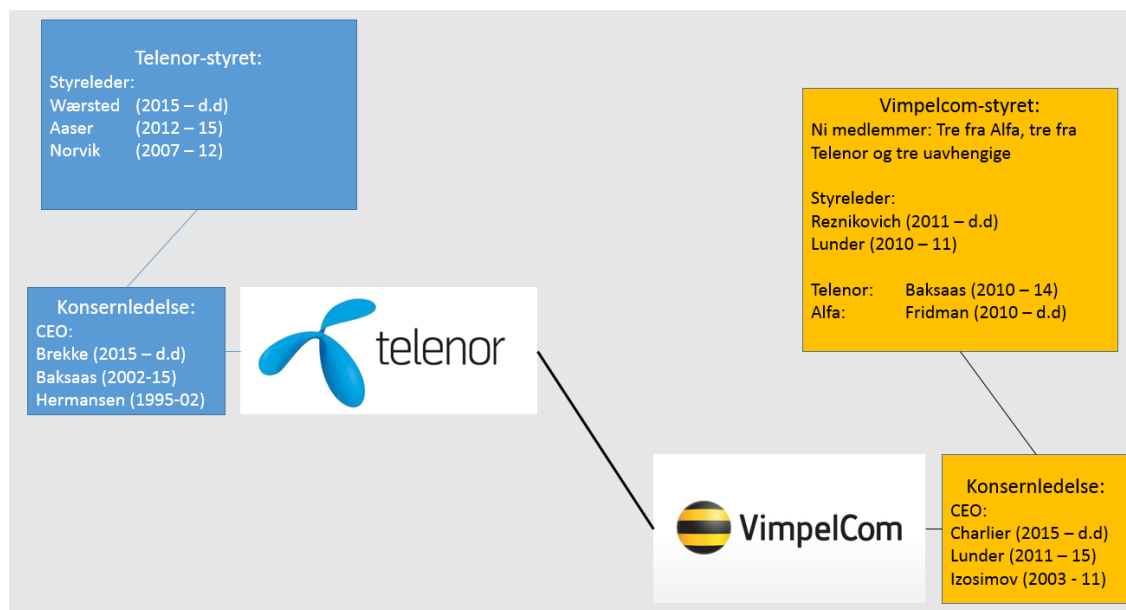 Telenor-styret:
Styreleder:
Wærsted (2015 – d.d)
Aaser (2012 – 15)
Norvik (2007 – 12)
Vimpelcom-styret:
Ni medlemmer: Tre fra Alfa, tre fra
Telenor og tre uavhengige
Styreleder:
Reznikovich (2011 – d.d)
Lunder (2010 – 11)
Telenor: Baksaas (2010 – 14)
Alfa: Fridman (2010 – d.d)
Konsernledelse:
CEO:
Brekke (2015 – d.d)
Baksaas (2002-15)
Hermansen (1995-02)
telenor
VimpelCom
Konsernledelse:
CEO:
Charlier (2015 – d.d)
Lunder (2011 – 15)
Izosimov (2003 - 11)